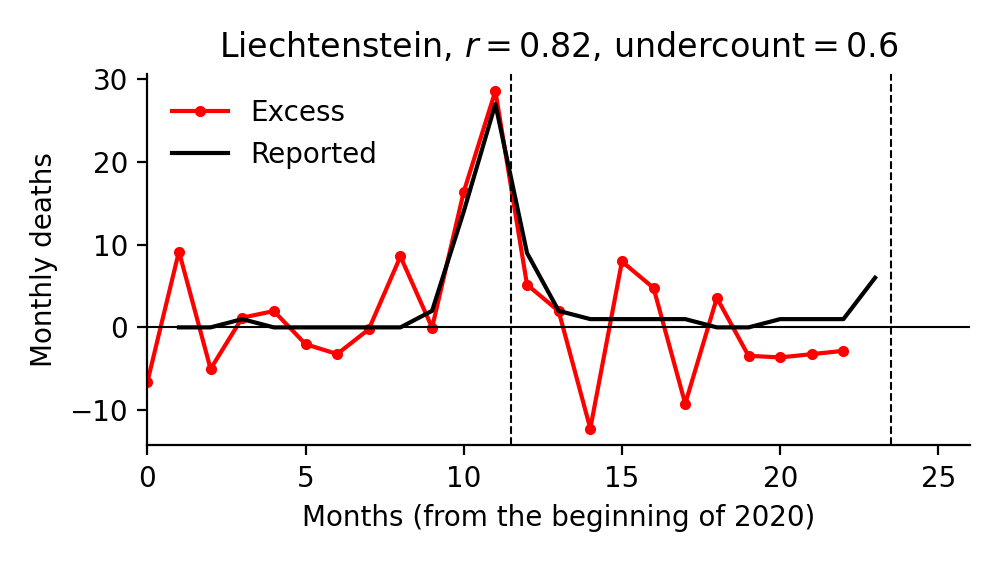 Liechtenstein, r = 0.82, undercount = 0.6
Excess
Reported
Monthly deaths
30
20
10
0
−10
0 5 10 15 20 25
Months (from the beginning of 2020)